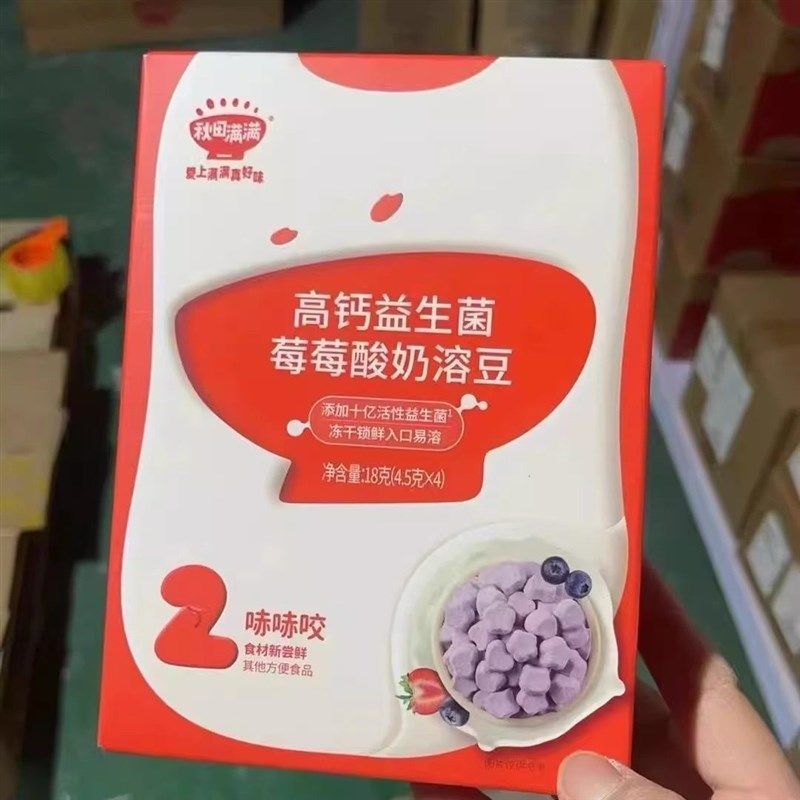 秋田满满
爱上满满真好味
高钙益生菌
莓莓酸奶溶豆
添加十亿活性益生菌1
冻干锁鲜入口易溶
净含量:18克(4.5克×4)
2
哧哧咬
食材新尝鲜
其他方便食品